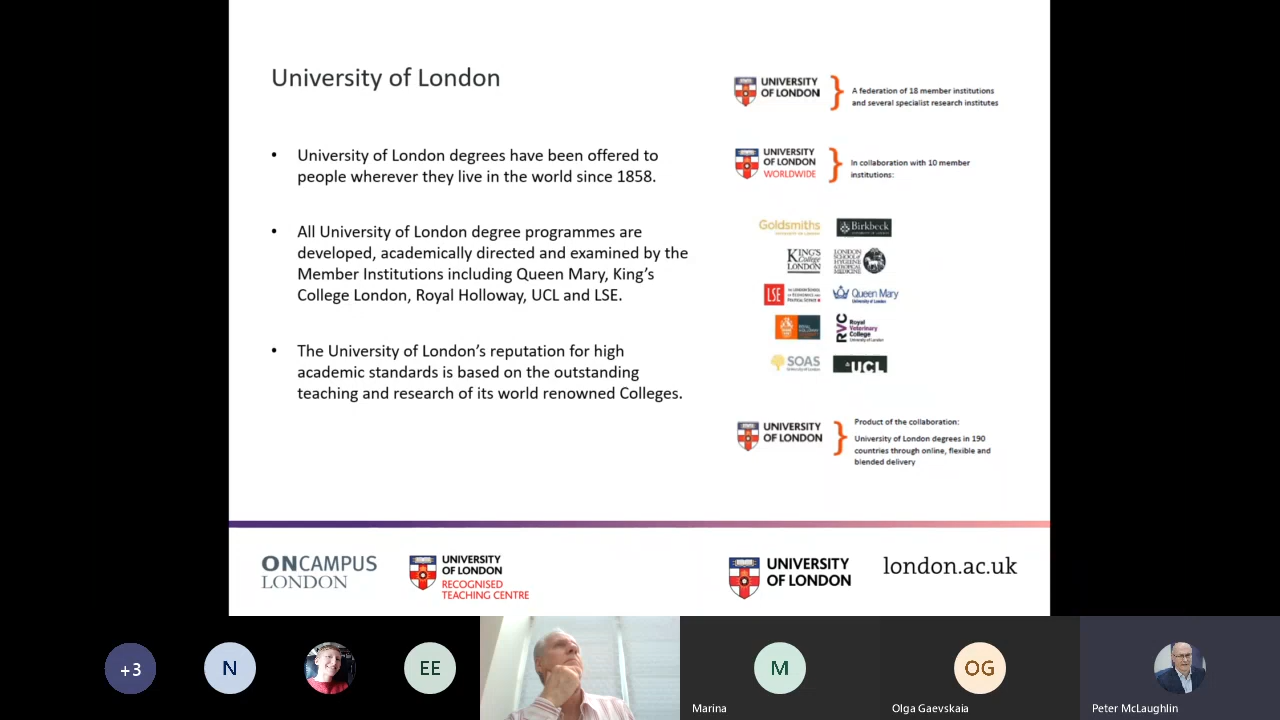 University of London
• University of London degrees have been offered to
people wherever they live in the world since 1858.
• All University of London degree programmes are
developed, academically directed and examined by the
Member Institutions including Queen Mary, King's
College London, Royal Holloway, UCL and LSE.
• The University of London's reputation for high
academic standards is based on the outstanding
teaching and research of its world renowned Colleges.
UNIVERSITY
OF LONDON
A federation of 18 member institutions
and several specialist research institutes
UNIVERSITY
OF LONDON
WORLDWIDE
In collaboration with 10 member
institutions:
Goldsmiths
UNIVERSITY OF LONDON
Birkbeck
KING'S
College
LONDON
LONDON
SCHOOL of
HYGIENE
&TROPICAL
MEDICINE
LSE
THE LONDON SCHOOL
OF ECONOMICS AND
POLITICAL SCIENCE
Queen Mary
University of London
ROYAL
HOLLOWAY
RVC
Royal
Veterinary
College
University of London
SOAS
University of London
UCL
UNIVERSITY
OF LONDON
Product of the collaboration:
University of London degrees in 190
countries through online, flexible and
blended delivery
ONCAMPUS
LONDON
UNIVERSITY
OF LONDON
RECOGNISED
TEACHING CENTRE
UNIVERSITY
OF LONDON
london.ac.uk
+3
N
EE
M
Marina
OG
Olga Gaevskaia
Peter McLaughlin